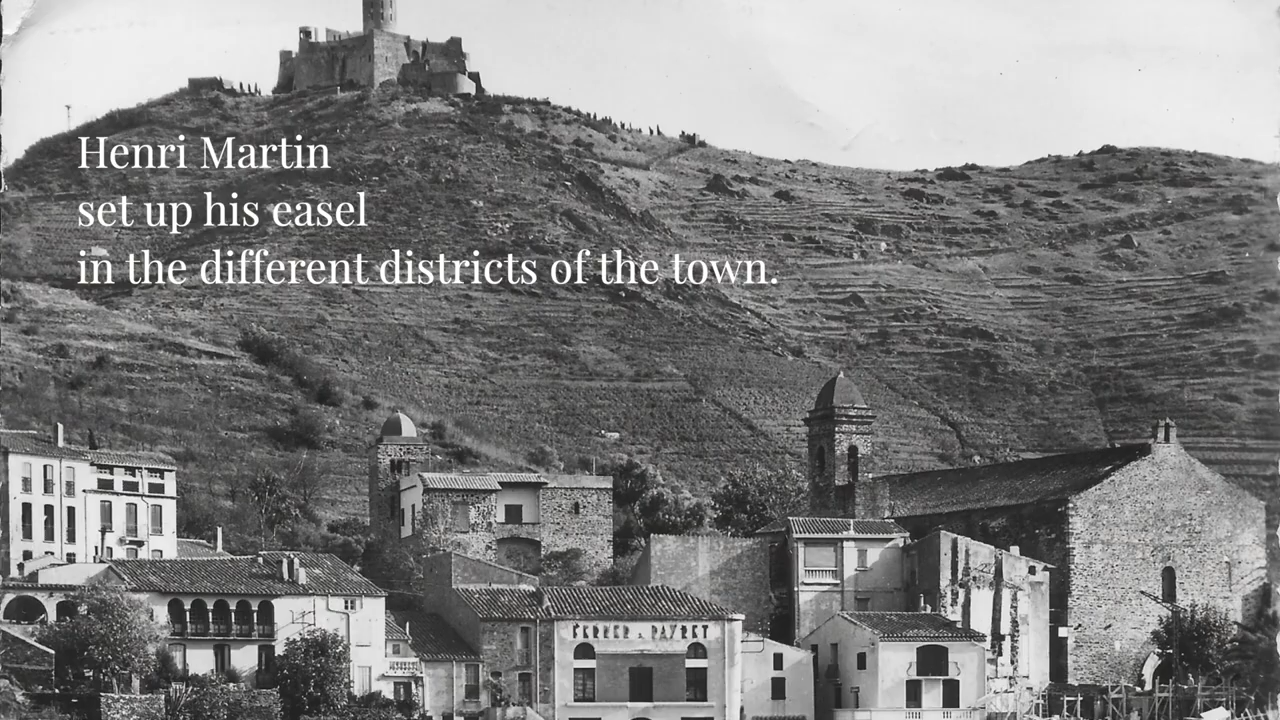 Henri Martin
set up his easel
in the different districts of the town.
FERRER & PAYRET